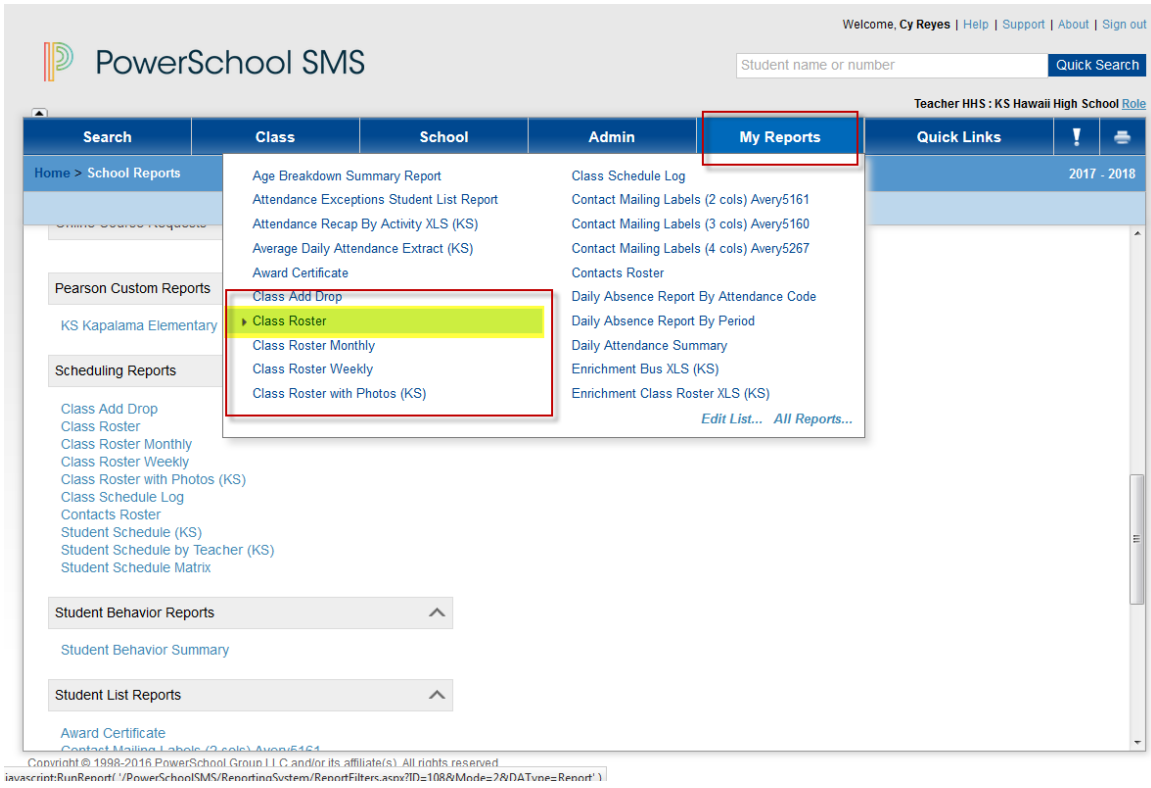 Welcome, Cy Reyes | Help | Support | About | Sign out
PowerSchool SMS
Student name or number
Quick Search
Teacher HHS : KS Hawaii High School Role
Search
Class
School
Admin
My Reports
Quick Links
Home > School Reports
2017 - 2018
Online Course Requests
Pearson Custom Reports
KS Kapalama Elementary
Scheduling Reports
Class Add Drop
Class Roster
Class Roster Monthly
Class Roster Weekly
Class Roster with Photos (KS)
Class Schedule Log
Contacts Roster
Student Schedule (KS)
Student Schedule by Teacher (KS)
Student Schedule Matrix
Student Behavior Reports
Student Behavior Summary
Student List Reports
Award Certificate
Contact Mailing Labels (2 cols) Avery5161
Age Breakdown Summary Report
Attendance Exceptions Student List Report
Attendance Recap By Activity XLS (KS)
Average Daily Attendance Extract (KS)
Award Certificate
Class Add Drop
Class Roster
Class Roster Monthly
Class Roster Weekly
Class Roster with Photos (KS)
Class Schedule Log
Contact Mailing Labels (2 cols) Avery5161
Contact Mailing Labels (3 cols) Avery5160
Contact Mailing Labels (4 cols) Avery5267
Contacts Roster
Daily Absence Report By Attendance Code
Daily Absence Report By Period
Daily Attendance Summary
Enrichment Bus XLS (KS)
Enrichment Class Roster XLS (KS)
Edit List... All Reports...
Copyright © 1998-2016 PowerSchool Group LLC and/or its affiliate(s). All rights reserved.
javascript:RunReport( '/PowerSchoolSMS/ReportingSystem/ReportFilters.aspx?ID=108&Mode=2&DAType=Report' )